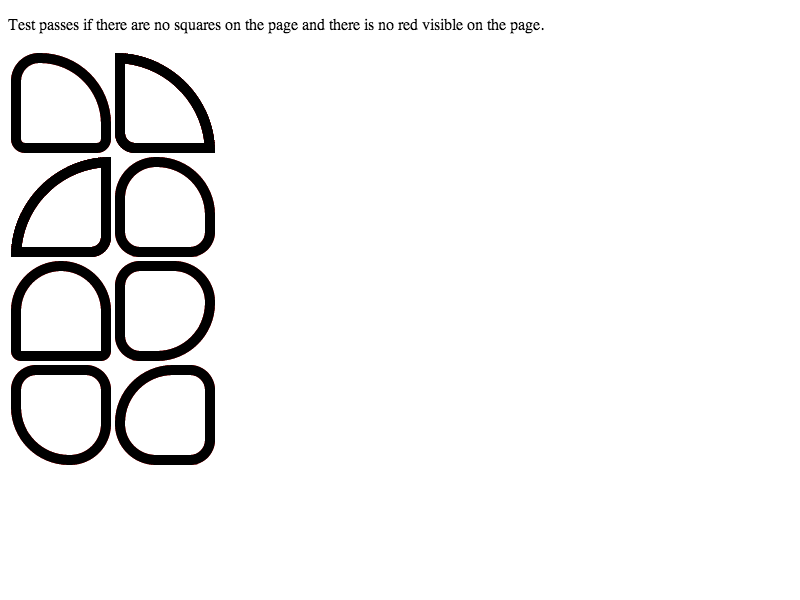 Test passes if there are no squares on the page and there is no red visible on the page.